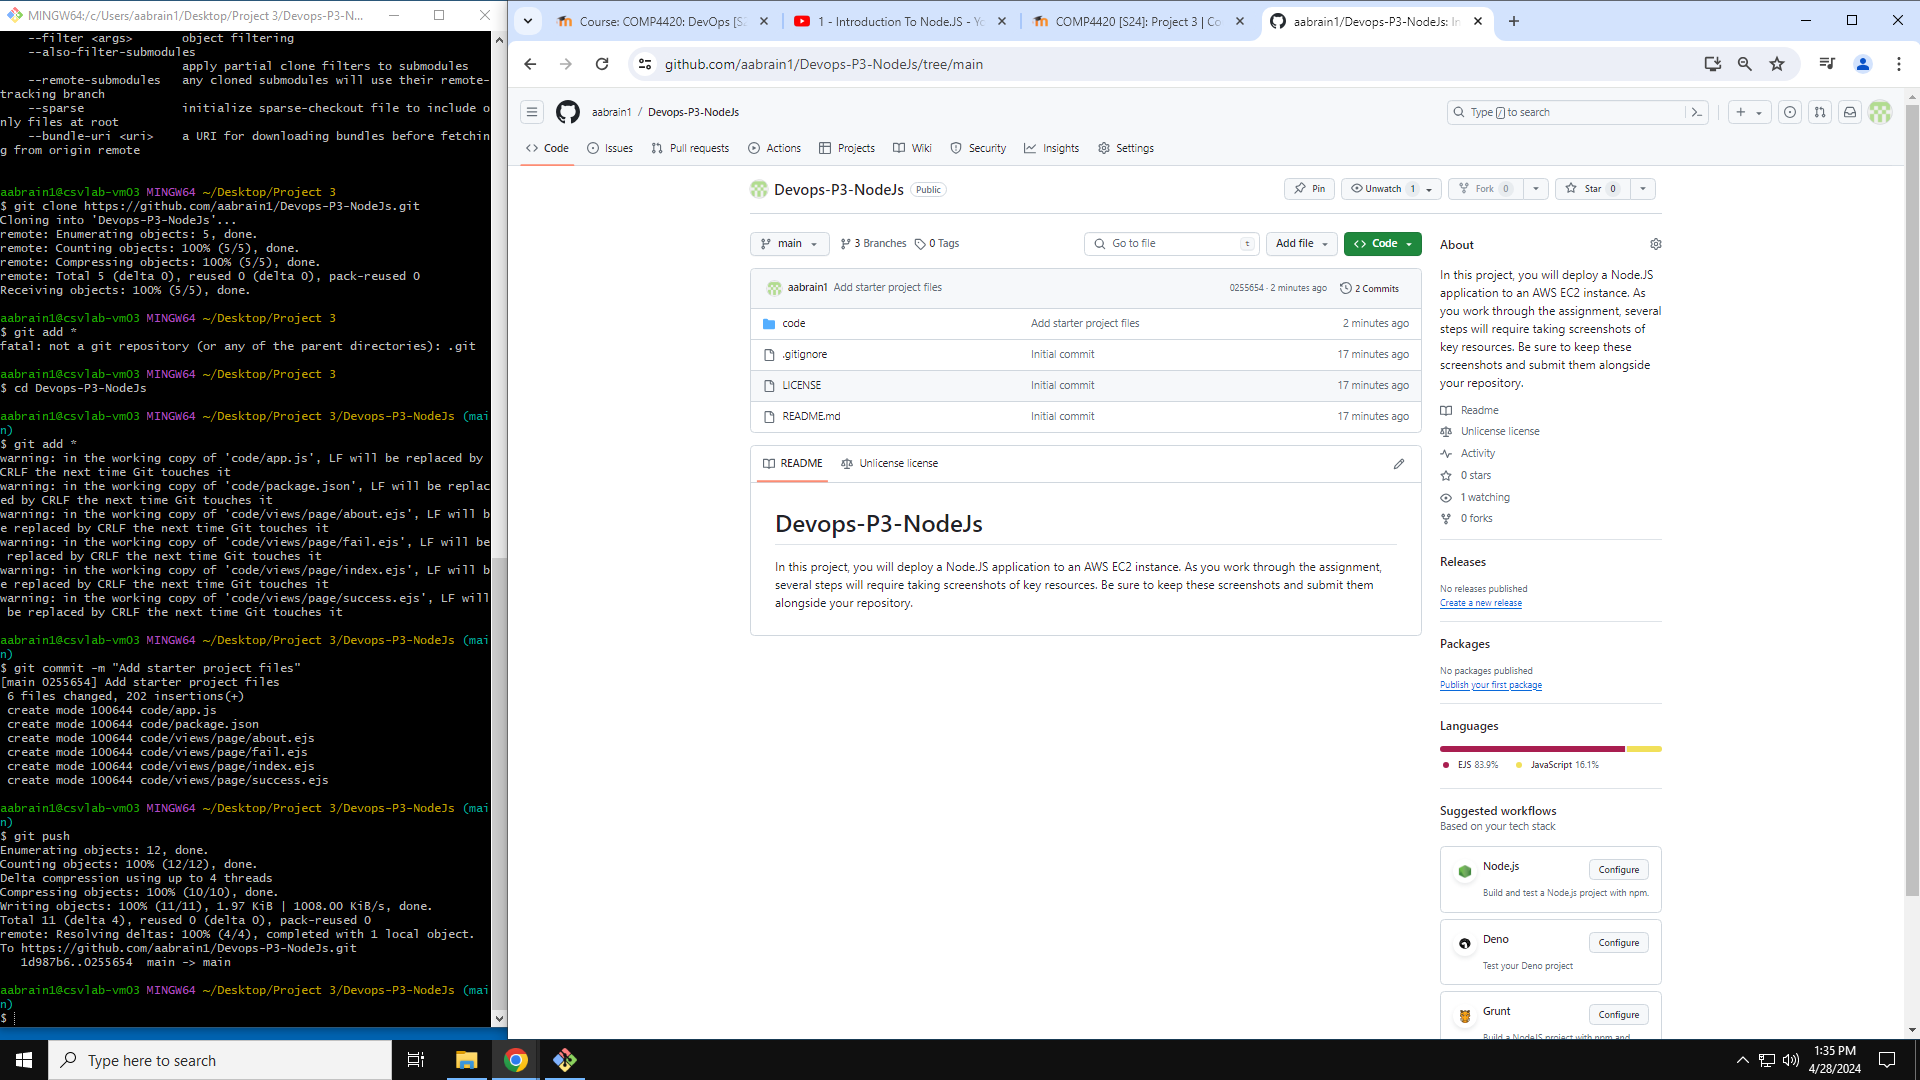 MINGW64:/c/Users/aabrain1/Desktop/Project 3/Devops-P3-N...
--filter <args>       object filtering
--also-filter-submodules
apply partial clone filters to submodules
--remote-submodules   any cloned submodules will use their remote-
tracking branch
--sparse              initialize sparse-checkout file to include o
nly files at root
--bundle-uri <uri>    a URI for downloading bundles before fetchin
g from origin remote
aabrain1@csvlab-vm03 MINGW64 ~/Desktop/Project 3
$ git clone https://github.com/aabrain1/Devops-P3-NodeJs.git
Cloning into 'Devops-P3-NodeJs'...
remote: Enumerating objects: 5, done.
remote: Counting objects: 100% (5/5), done.
remote: Compressing objects: 100% (5/5), done.
remote: Total 5 (delta 0), reused 0 (delta 0), pack-reused 0
Receiving objects: 100% (5/5), done.
aabrain1@csvlab-vm03 MINGW64 ~/Desktop/Project 3
$ git add *
fatal: not a git repository (or any of the parent directories): .git
aabrain1@csvlab-vm03 MINGW64 ~/Desktop/Project 3
$ cd Devops-P3-NodeJs
aabrain1@csvlab-vm03 MINGW64 ~/Desktop/Project 3/Devops-P3-NodeJs (mai
n)
$ git add *
warning: in the working copy of 'code/app.js', LF will be replaced by
CRLF the next time Git touches it
warning: in the working copy of 'code/package.json', LF will be replac
ed by CRLF the next time Git touches it
warning: in the working copy of 'code/views/page/about.ejs', LF will b
e replaced by CRLF the next time Git touches it
warning: in the working copy of 'code/views/page/fail.ejs', LF will be
replaced by CRLF the next time Git touches it
warning: in the working copy of 'code/views/page/index.ejs', LF will b
e replaced by CRLF the next time Git touches it
warning: in the working copy of 'code/views/page/success.ejs', LF will
be replaced by CRLF the next time Git touches it
aabrain1@csvlab-vm03 MINGW64 ~/Desktop/Project 3/Devops-P3-NodeJs (mai
n)
$ git commit -m "Add starter project files"
[main 0255654] Add starter project files
6 files changed, 202 insertions(+)
create mode 100644 code/app.js
create mode 100644 code/package.json
create mode 100644 code/views/page/about.ejs
create mode 100644 code/views/page/fail.ejs
create mode 100644 code/views/page/index.ejs
create mode 100644 code/views/page/success.ejs
aabrain1@csvlab-vm03 MINGW64 ~/Desktop/Project 3/Devops-P3-NodeJs (mai
n)
$ git push
Enumerating objects: 12, done.
Counting objects: 100% (12/12), done.
Delta compression using up to 4 threads
Compressing objects: 100% (10/10), done.
Writing objects: 100% (11/11), 1.97 KiB | 1008.00 KiB/s, done.
Total 11 (delta 4), reused 0 (delta 0), pack-reused 0
remote: Resolving deltas: 100% (4/4), completed with 1 local object.
To https://github.com/aabrain1/Devops-P3-NodeJs.git
1d987b6..0255654  main -> main
aabrain1@csvlab-vm03 MINGW64 ~/Desktop/Project 3/Devops-P3-NodeJs (mai
n)
$
Course: COMP4420: DevOps [S2
1 - Introduction To Node.JS - Yo
COMP4420 [S24]: Project 3 | Co
aabrain1/Devops-P3-NodeJs: In
github.com/aabrain1/Devops-P3-NodeJs/tree/main
aabrain1 / Devops-P3-NodeJs
Type / to search
Code
Issues
Pull requests
Actions
Projects
Wiki
Security
Insights
Settings
Devops-P3-NodeJs Public
Pin
Unwatch 1
Fork 0
Star 0
main
3 Branches
0 Tags
Go to file t
Add file
Code
aabrain1 Add starter project files 0255654 · 2 minutes ago 2 Commits
code Add starter project files 2 minutes ago
.gitignore Initial commit 17 minutes ago
LICENSE Initial commit 17 minutes ago
README.md Initial commit 17 minutes ago
README
Unlicense license
Devops-P3-NodeJs
In this project, you will deploy a Node.JS application to an AWS EC2 instance. As you work through the assignment,
several steps will require taking screenshots of key resources. Be sure to keep these screenshots and submit them
alongside your repository.
About
In this project, you will deploy a Node.JS
application to an AWS EC2 instance. As
you work through the assignment, several
steps will require taking screenshots of
key resources. Be sure to keep these
screenshots and submit them alongside
your repository.
Readme
Unlicense license
Activity
0 stars
1 watching
0 forks
Releases
No releases published
Create a new release
Packages
No packages published
Publish your first package
Languages
EJS 83.9%
JavaScript 16.1%
Suggested workflows
Based on your tech stack
Node.js
Configure
Build and test a Node.js project with npm.
Deno
Configure
Test your Deno project
Grunt
Configure
Build a NodeJS project with npm and
Type here to search
1:35 PM
4/28/2024